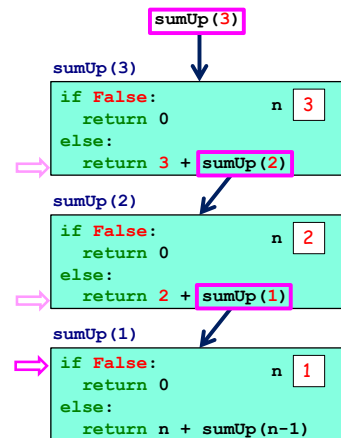 sumUp(3)
sumUp(3)
if False: n 3
return 0
else:
return 3 + sumUp(2)
sumUp(2)
if False: n 2
return 0
else:
return 2 + sumUp(1)
sumUp(1)
if False: n 1
return 0
else:
return n + sumUp(n-1)